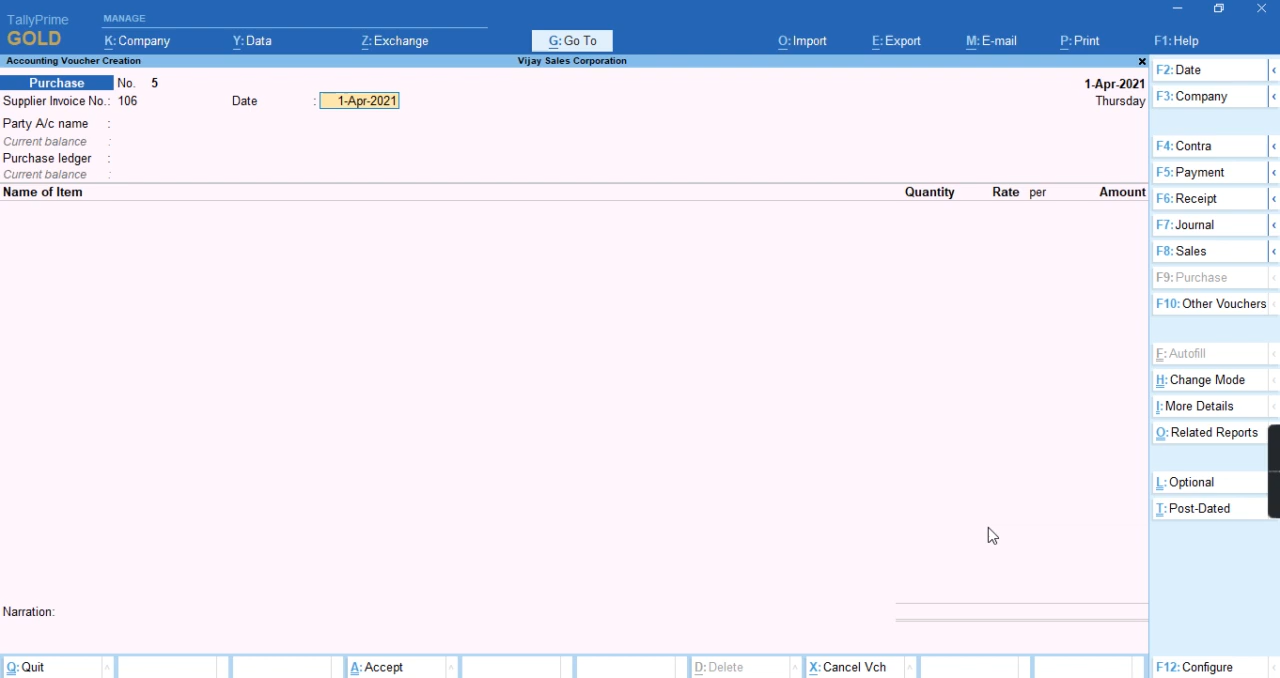 TallyPrime
GOLD
MANAGE
K: Company
Y: Data
Z: Exchange
G: Go To
O: Import
E: Export
M: E-mail
P: Print
F1: Help
Accounting Voucher Creation
Vijay Sales Corporation
Purchase No. 5
1-Apr-2021
Supplier Invoice No.: 106 Date : 1-Apr-2021
Thursday
Party A/c name :
Current balance :
Purchase ledger :
Current balance :
Name of Item Quantity Rate per Amount
Narration:
F2: Date
F3: Company
F4: Contra
F5: Payment
F6: Receipt
F7: Journal
F8: Sales
F9: Purchase
F10: Other Vouchers
F: Autofill
H: Change Mode
I: More Details
O: Related Reports
L: Optional
T: Post-Dated
Q: Quit
A: Accept
D: Delete
X: Cancel Vch
F12: Configure